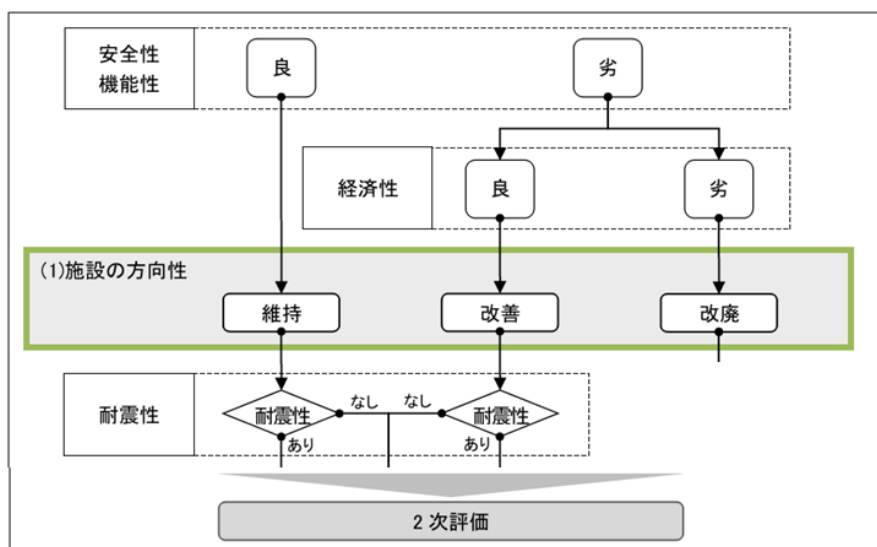 安全性
機能性
良
劣
経済性
良
劣
(1)施設の方向性
維持
改善
改廃
耐震性
耐震性
なし
なし
耐震性
あり
あり
2 次評価